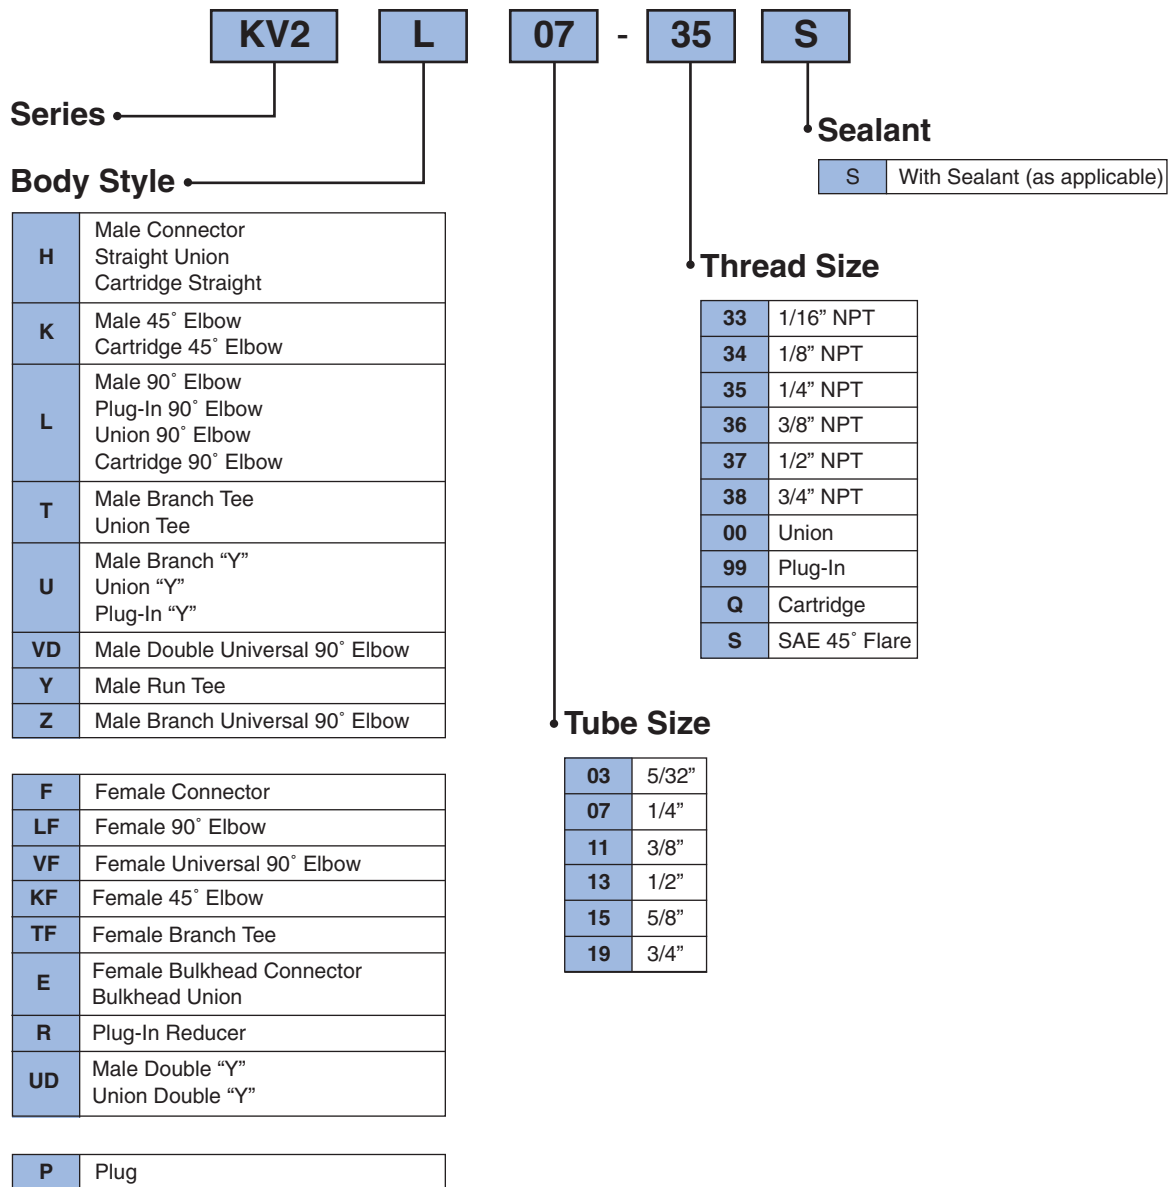 KV2 L 07 - 35 S
Series
Body Style
H Male Connector
Straight Union
Cartridge Straight
K Male 45˚ Elbow
Cartridge 45˚ Elbow
L Male 90˚ Elbow
Plug-In 90˚ Elbow
Union 90˚ Elbow
Cartridge 90˚ Elbow
T Male Branch Tee
Union Tee
U Male Branch “Y”
Union “Y”
Plug-In “Y”
VD Male Double Universal 90˚ Elbow
Y Male Run Tee
Z Male Branch Universal 90˚ Elbow
F Female Connector
LF Female 90˚ Elbow
VF Female Universal 90˚ Elbow
KF Female 45˚ Elbow
TF Female Branch Tee
E Female Bulkhead Connector
Bulkhead Union
R Plug-In Reducer
UD Male Double “Y”
Union Double “Y”
P Plug
Tube Size
03 5/32”
07 1/4”
11 3/8”
13 1/2”
15 5/8”
19 3/4”
Thread Size
33 1/16” NPT
34 1/8” NPT
35 1/4” NPT
36 3/8” NPT
37 1/2” NPT
38 3/4” NPT
00 Union
99 Plug-In
Q Cartridge
S SAE 45˚ Flare
Sealant
S With Sealant (as applicable)